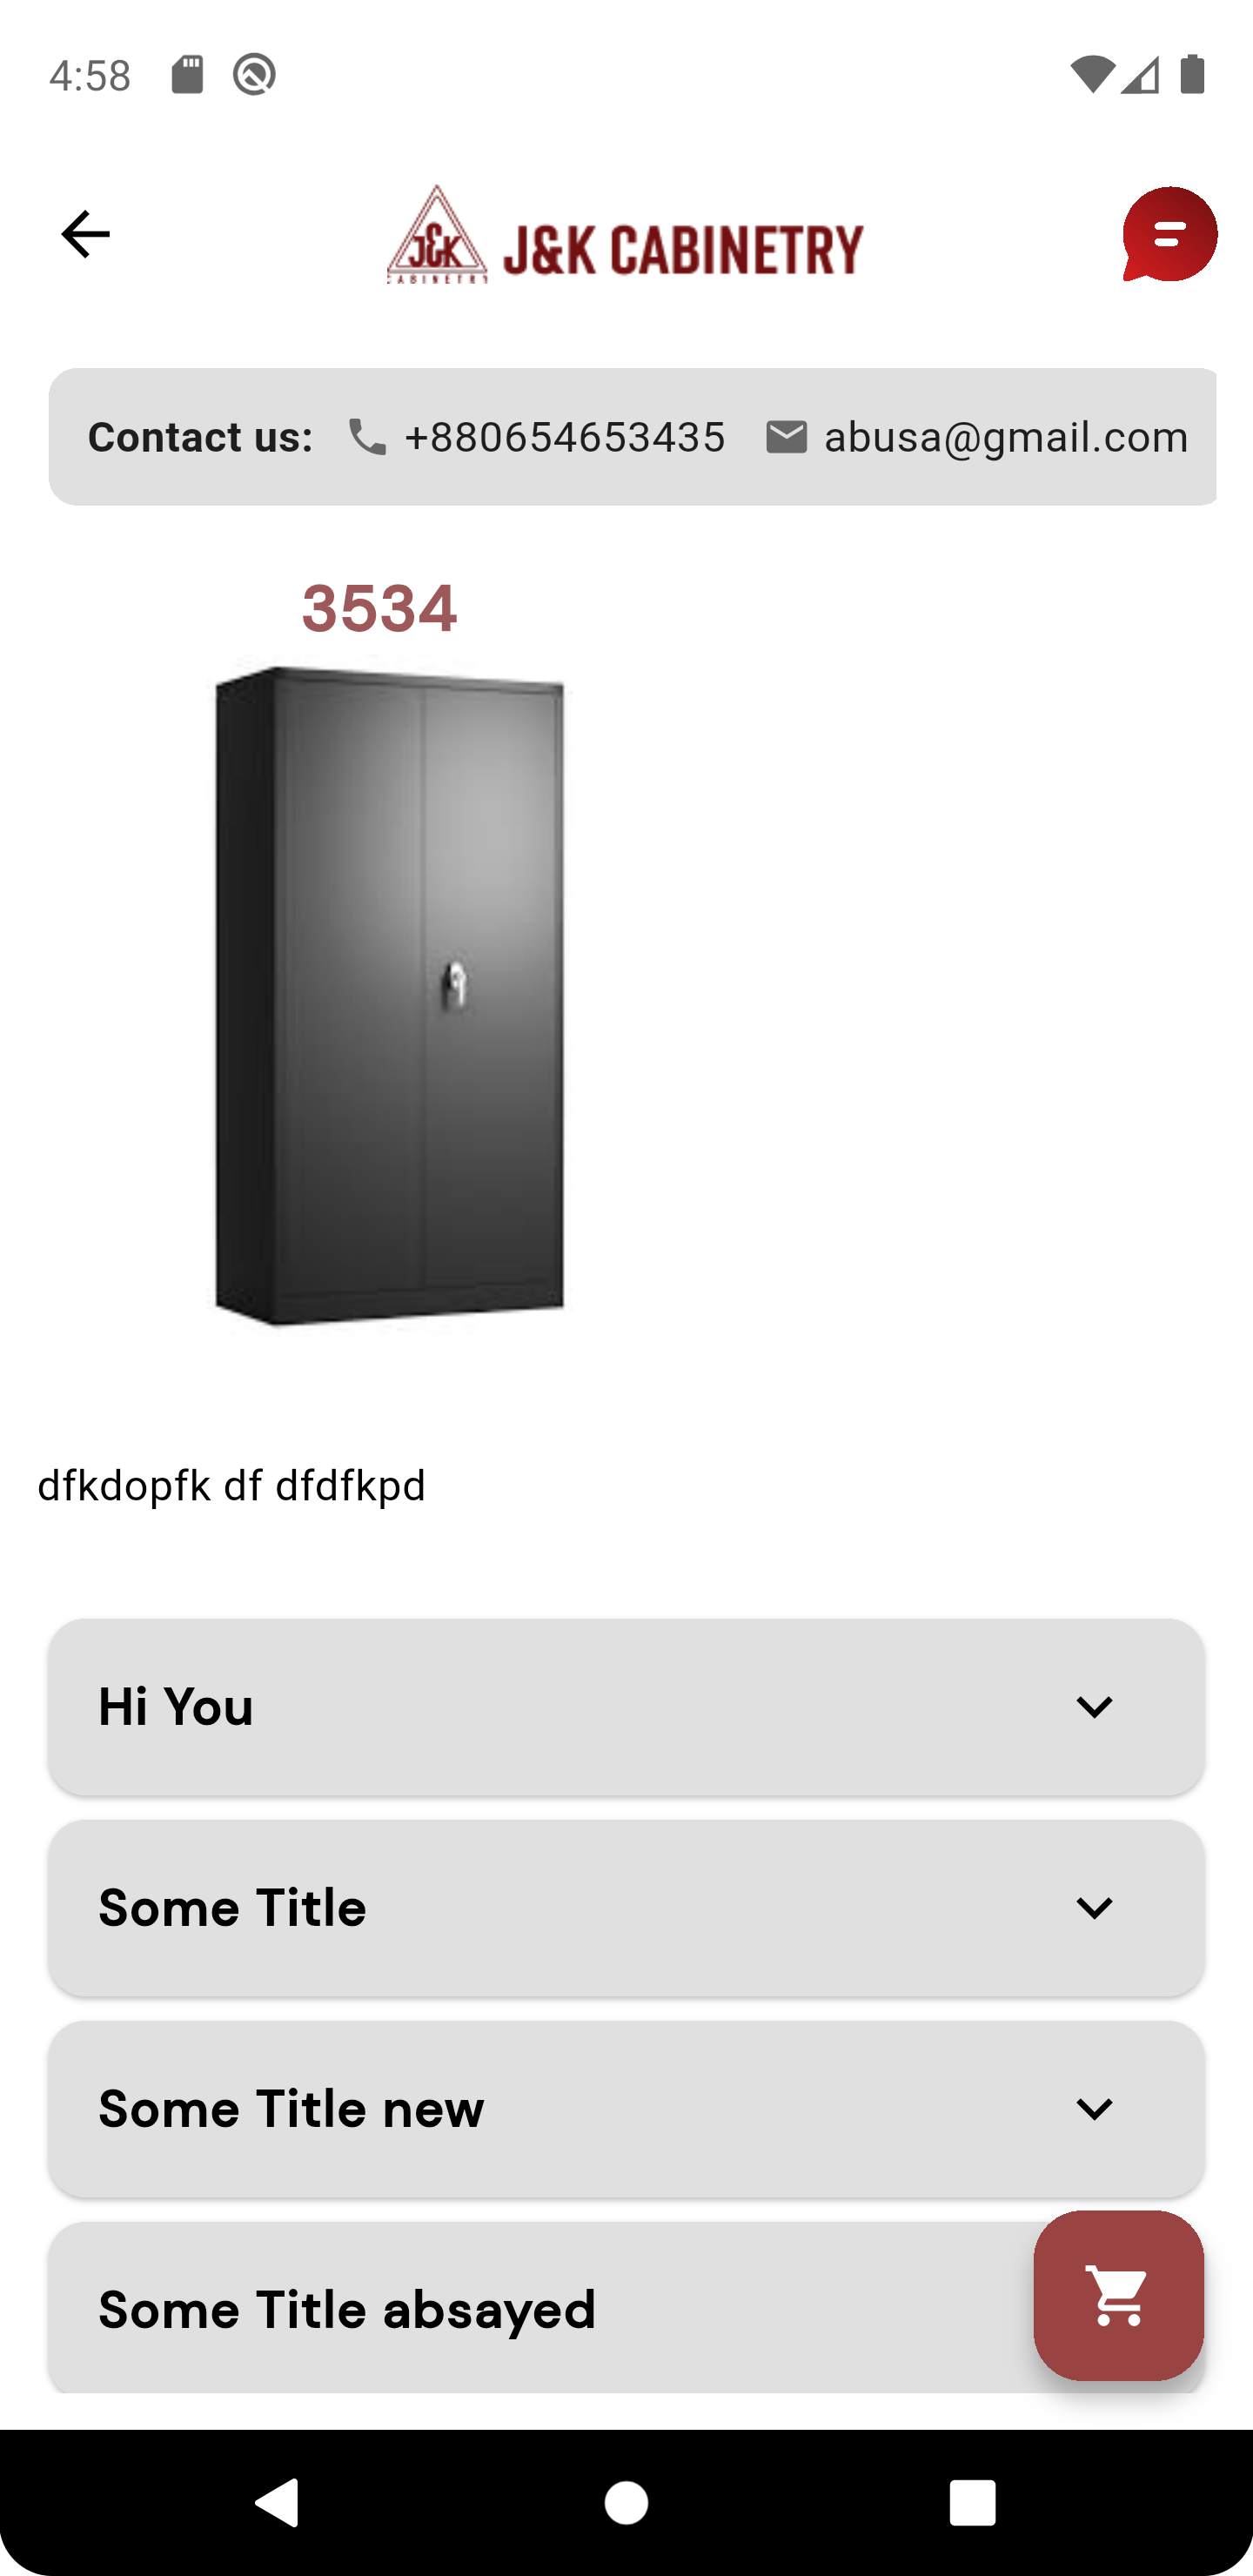 4:58
J&K
CABINETRY
J&K CABINETRY
Contact us: +880654653435 abusa@gmail.com
3534
dfkdopfk df dfdfkpd
Hi You
Some Title
Some Title new
Some Title absayed